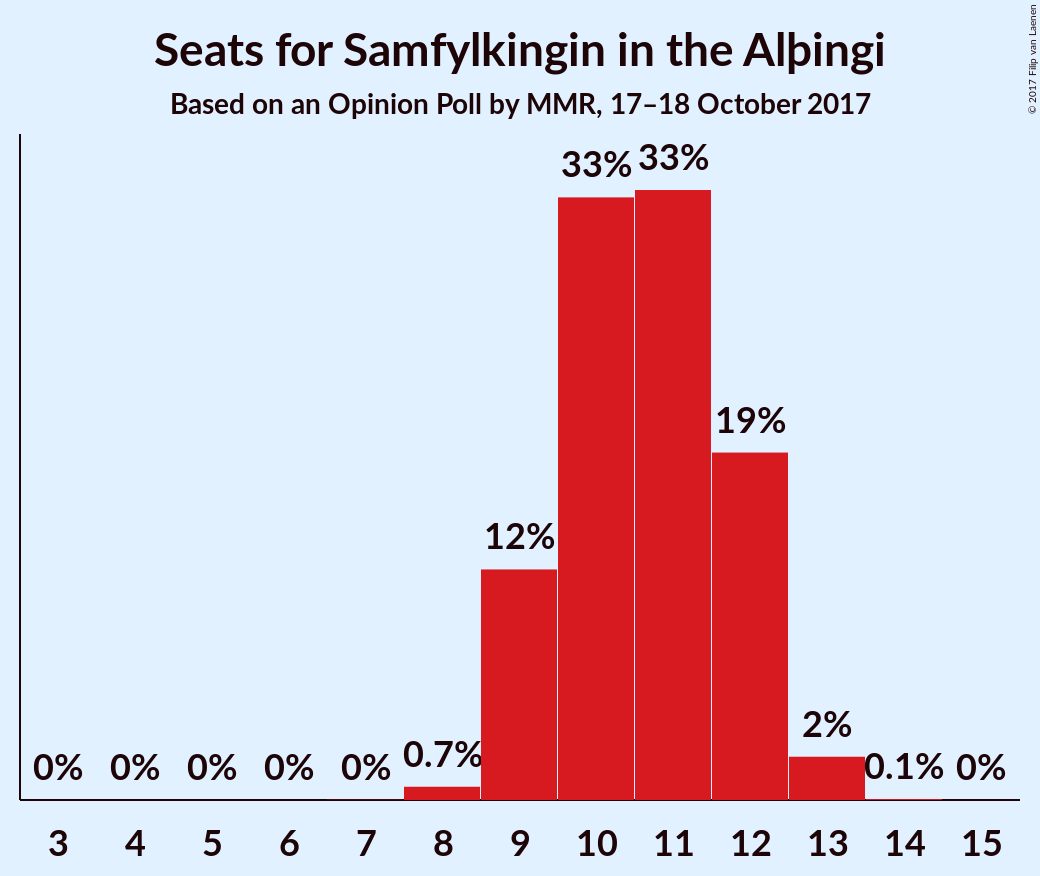 Seats for Samfylkingin in the Alþingi
Based on an Opinion Poll by MMR, 17–18 October 2017
© 2017 Filip van Laenen
33% 33%
19%
12%
2%
0% 0% 0% 0% 0% 0.7% 0.1% 0%
3 4 5 6 7 8 9 10 11 12 13 14 15